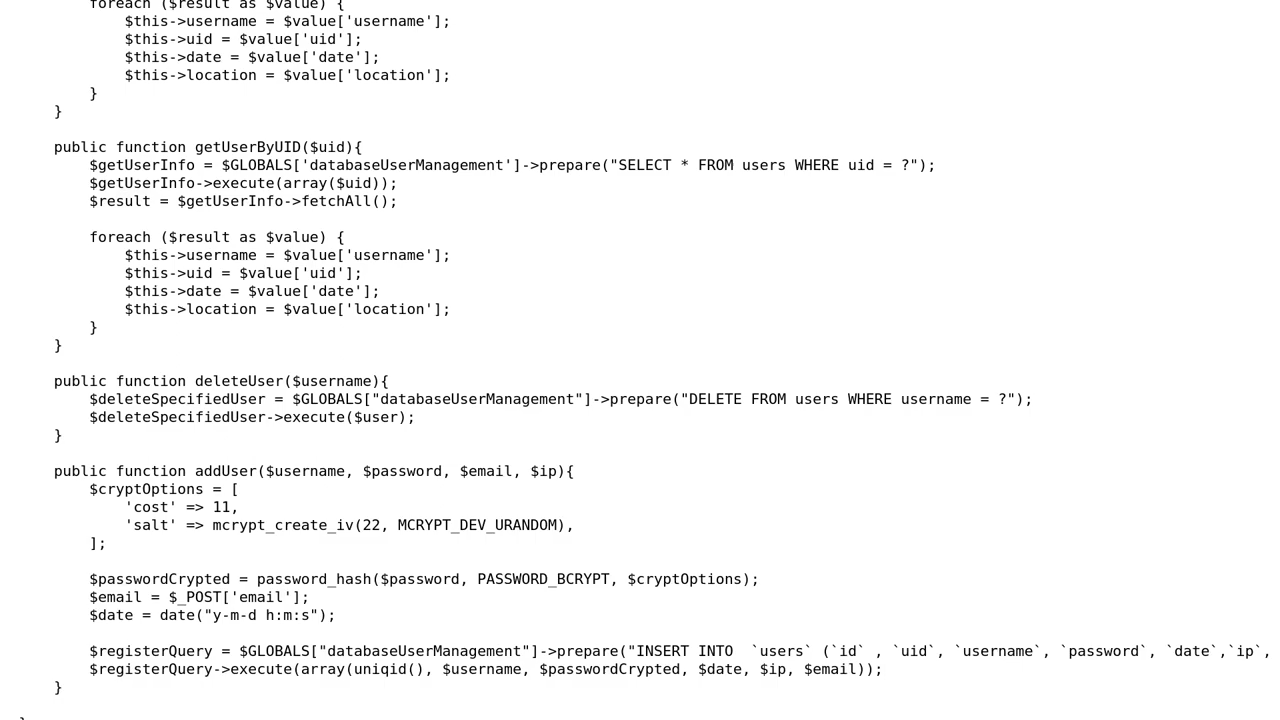 foreach ($result as $value) {
            $this->username = $value['username'];
            $this->uid = $value['uid'];
            $this->date = $value['date'];
            $this->location = $value['location'];
        }
    }

    public function getUserByUID($uid){
        $getUserInfo = $GLOBALS['databaseUserManagement']->prepare("SELECT * FROM users WHERE uid = ?");
        $getUserInfo->execute(array($uid));
        $result = $getUserInfo->fetchAll();

        foreach ($result as $value) {
            $this->username = $value['username'];
            $this->uid = $value['uid'];
            $this->date = $value['date'];
            $this->location = $value['location'];
        }
    }

    public function deleteUser($username){
        $deleteSpecifiedUser = $GLOBALS["databaseUserManagement"]->prepare("DELETE FROM users WHERE username = ?");
        $deleteSpecifiedUser->execute($user);
    }

    public function addUser($username, $password, $email, $ip){
        $cryptOptions = [
            'cost' => 11,
            'salt' => mcrypt_create_iv(22, MCRYPT_DEV_URANDOM),
        ];

        $passwordCrypted = password_hash($password, PASSWORD_BCRYPT, $cryptOptions);
        $email = $_POST['email'];
        $date = date("y-m-d h:m:s");

        $registerQuery = $GLOBALS["databaseUserManagement"]->prepare("INSERT INTO  `users` (`id` , `uid`, `username`, `password`, `date`,`ip`,
        $registerQuery->execute(array(uniqid(), $username, $passwordCrypted, $date, $ip, $email));
    }

}